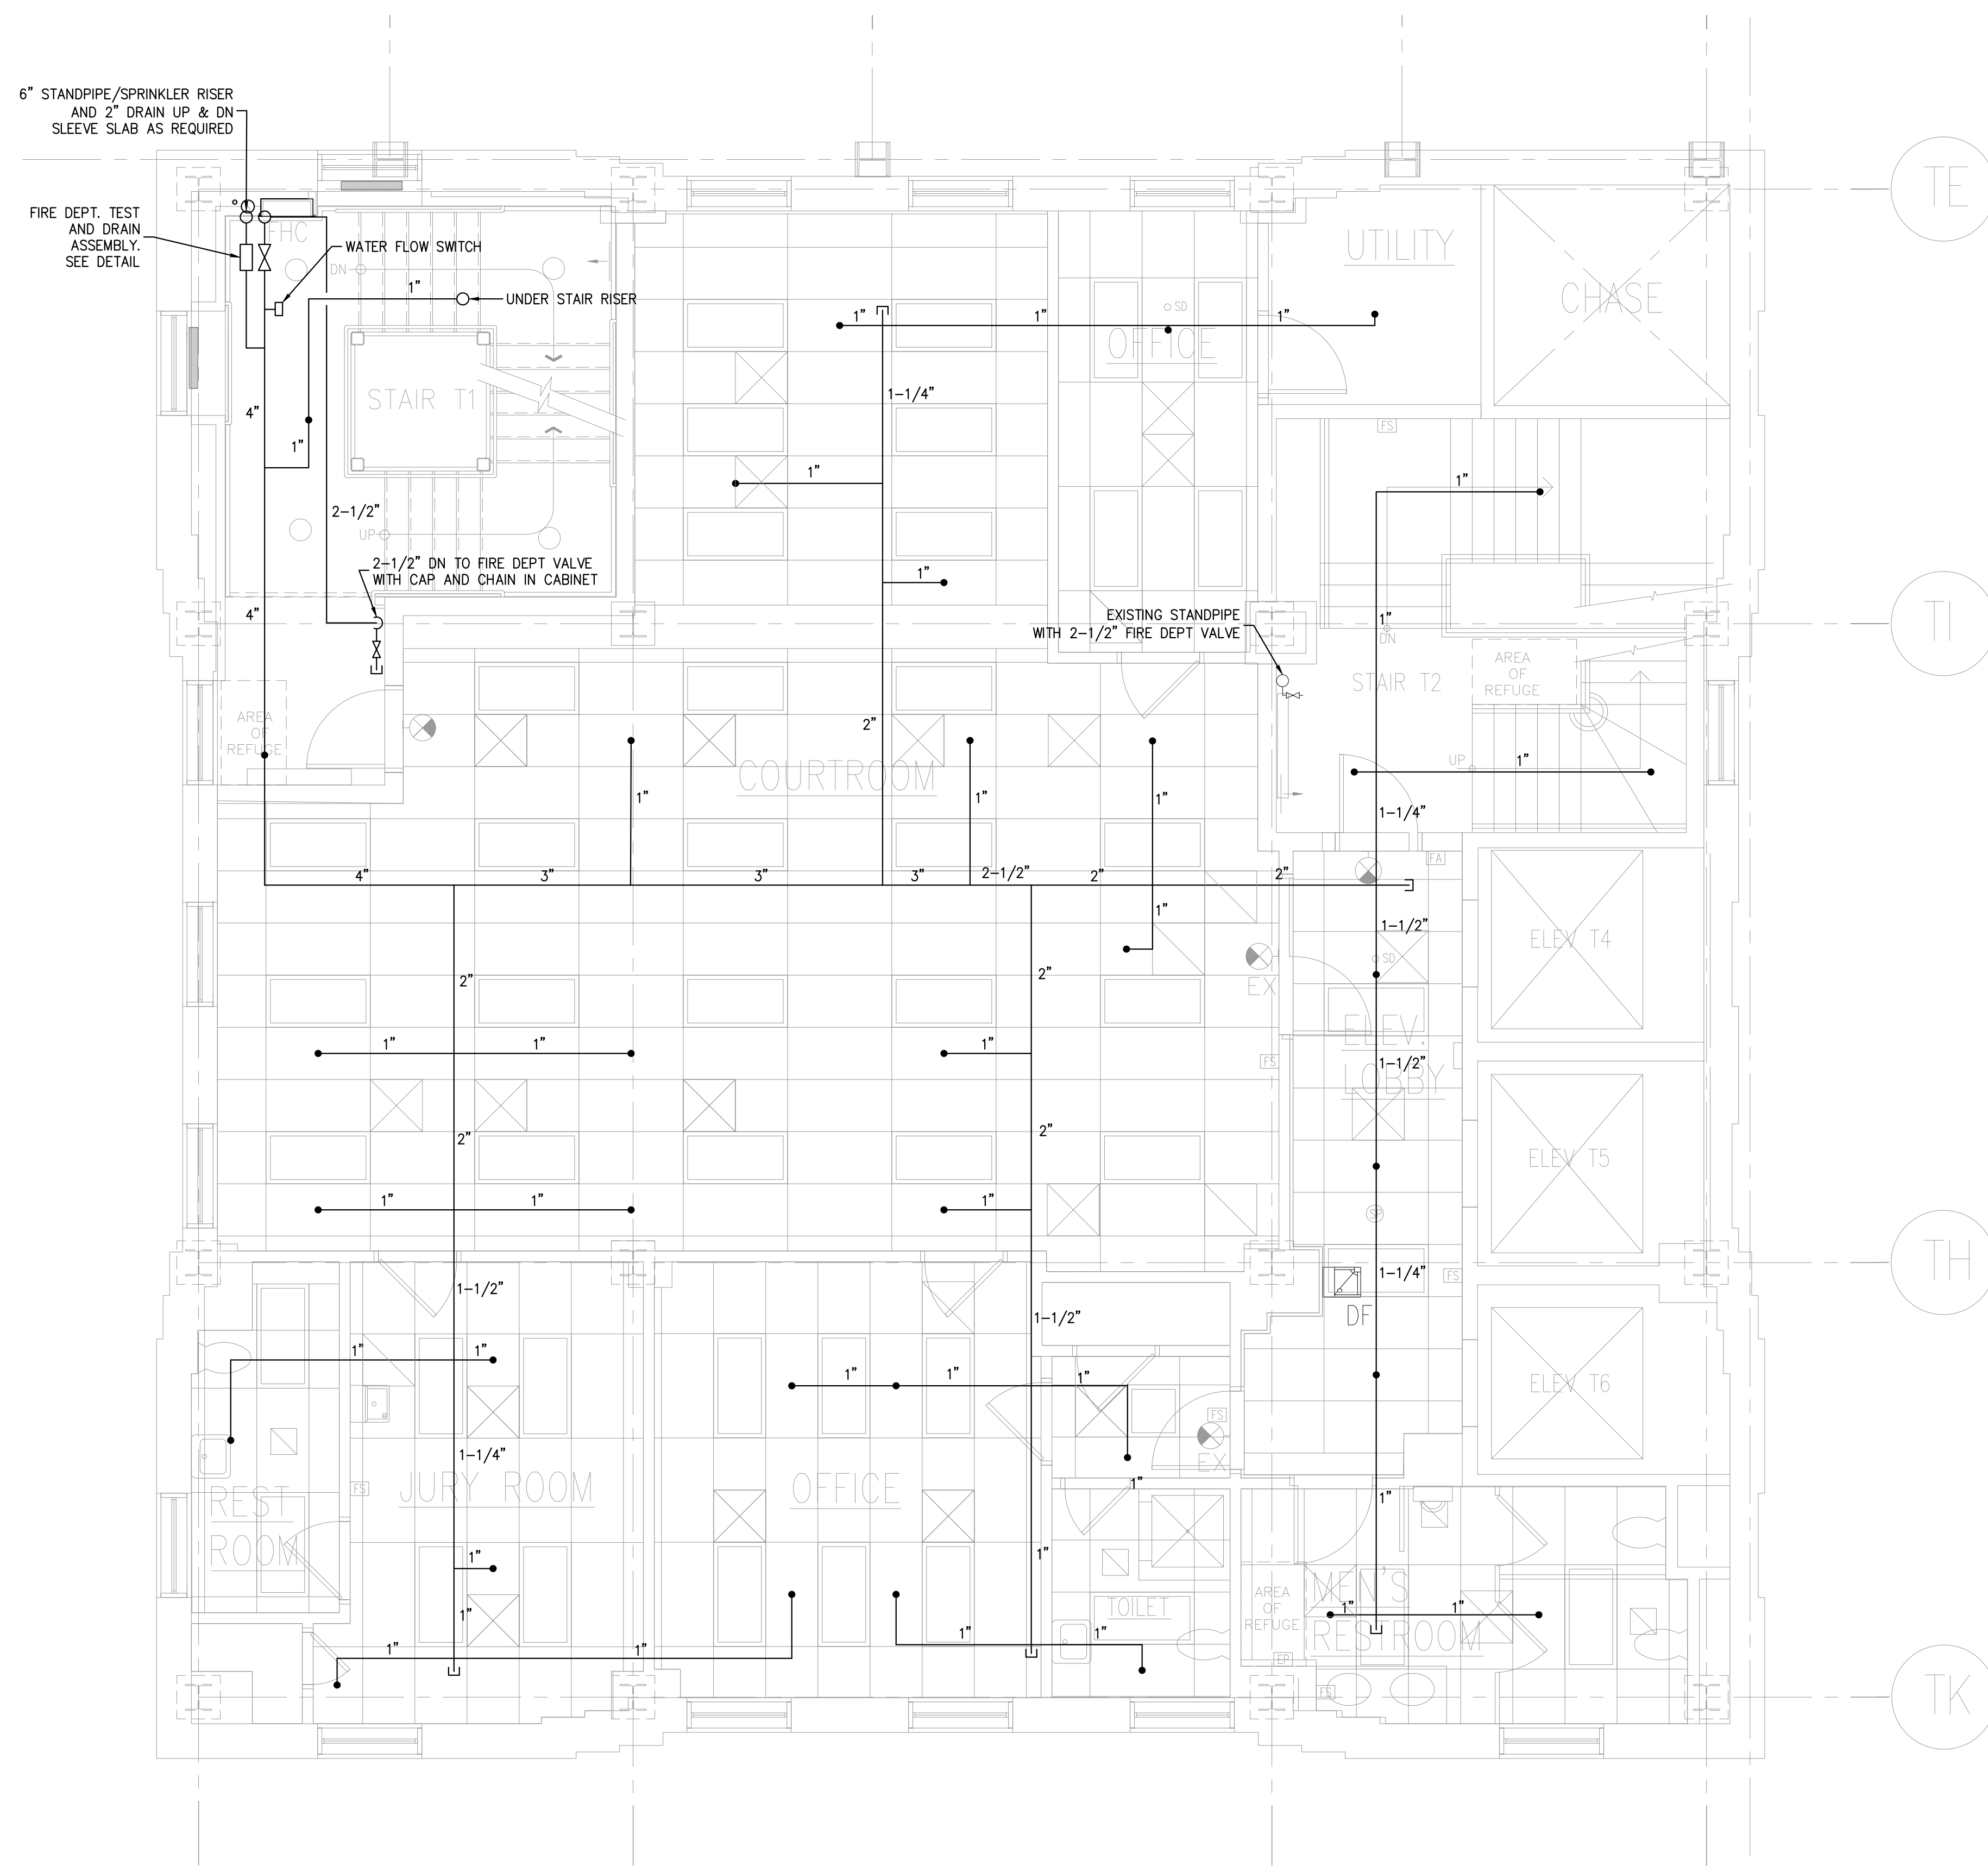 6" STANDPIPE/SPRINKLER RISER
AND 2" DRAIN UP & DN
SLEEVE SLAB AS REQUIRED
FIRE DEPT. TEST
AND DRAIN
ASSEMBLY.
SEE DETAIL
FHC
WATER FLOW SWITCH
DN
1"
UNDER STAIR RISER
STAIR T1
4"
1"
2-1/2"
UP
2-1/2" DN TO FIRE DEPT VALVE
WITH CAP AND CHAIN IN CABINET
4"
AREA
OF
REFUGE
1"
1"
1"
SD
OFFICE
1-1/4"
1"
1"
UTILITY
CHASE
TE
FS
1"
1"
DN
EXISTING STANDPIPE
WITH 2-1/2" FIRE DEPT VALVE
STAIR T2
AREA
OF
REFUGE
TI
UP
1"
1-1/4"
2"
COURTROOM
1"
1"
1"
FA
4"
3"
3"
3"
2-1/2"
2"
2"
1"
1-1/2"
SD
EX
ELEV T4
2"
2"
ELEV.
LOBBY
1-1/2"
FS
1"
1"
1"
2"
2"
ELEV T5
1"
1"
1"
SP
1-1/2"
1-1/2"
1-1/4"
FS
DF
TH
1"
1"
1"
1"
1"
ELEV T6
FS
EX
1-1/4"
FS
JURY ROOM
OFFICE
1"
1"
REST
ROOM
1"
1"
1"
1"
1"
1"
1"
TOILET
AREA
OF
REFUGE
MEN'S
RESTROOM
1"
1"
EP
FS
TK